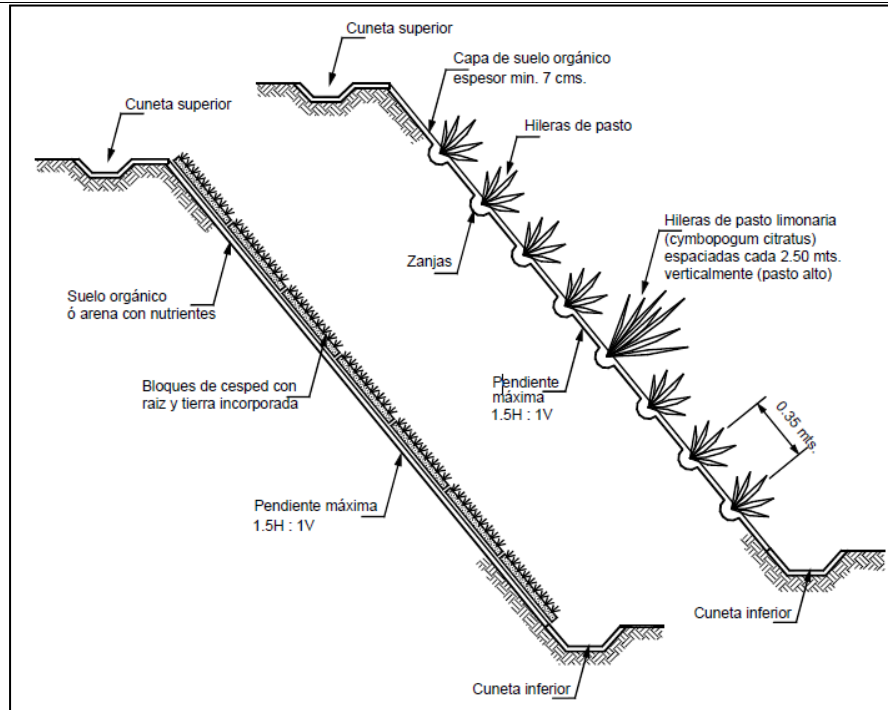 Cuneta superior
Capa de suelo orgánico
espesor min. 7 cms.
Cuneta superior
Hileras de pasto
Hileras de pasto limonaria
(cymbopogum citratus)
espaciadas cada 2.50 mts.
verticalmente (pasto alto)
Zanjas
Suelo orgánico
ó arena con nutrientes
Bloques de cesped con
raiz y tierra incorporada
Pendiente
máxima
1.5H : 1V
0.35 mts.
Pendiente máxima
1.5H : 1V
Cuneta inferior
Cuneta inferior